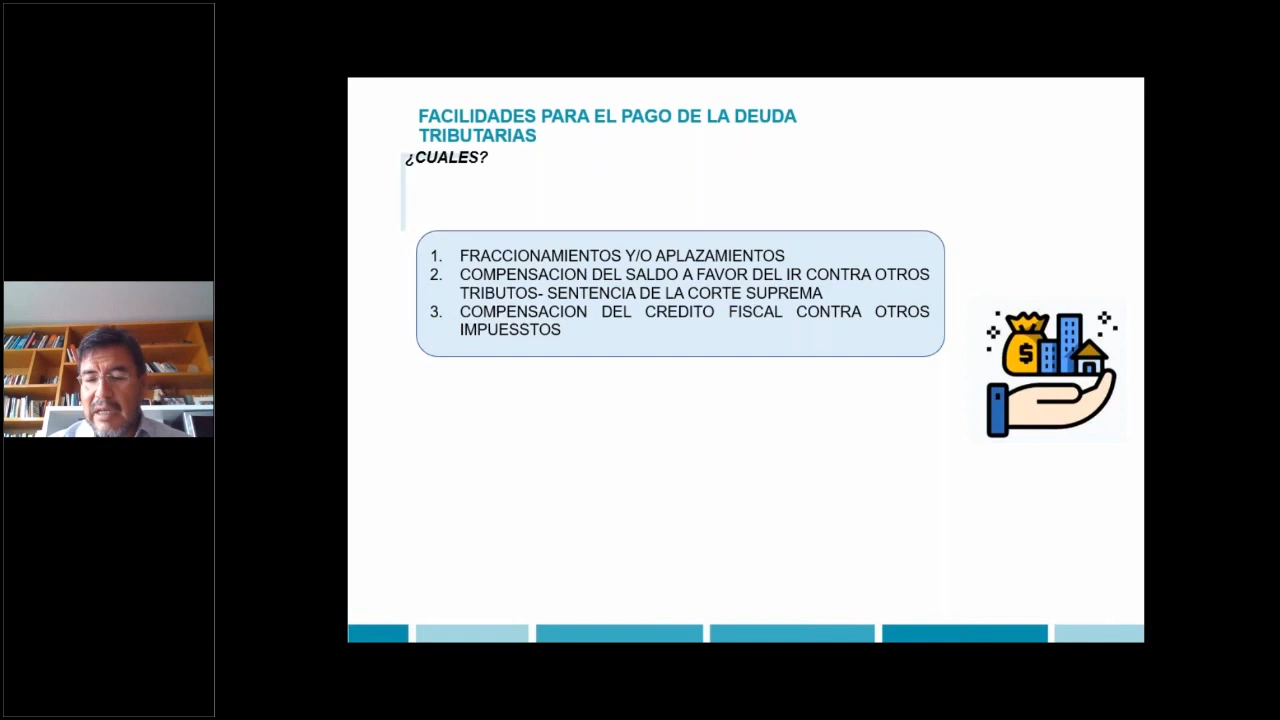 FACILIDADES PARA EL PAGO DE LA DEUDA
TRIBUTARIAS
¿CUALES?
1. FRACCIONAMIENTOS Y/O APLAZAMIENTOS
2. COMPENSACION DEL SALDO A FAVOR DEL IR CONTRA OTROS
TRIBUTOS- SENTENCIA DE LA CORTE SUPREMA
3. COMPENSACION DEL CREDITO FISCAL CONTRA OTROS
IMPUESSTOS
$